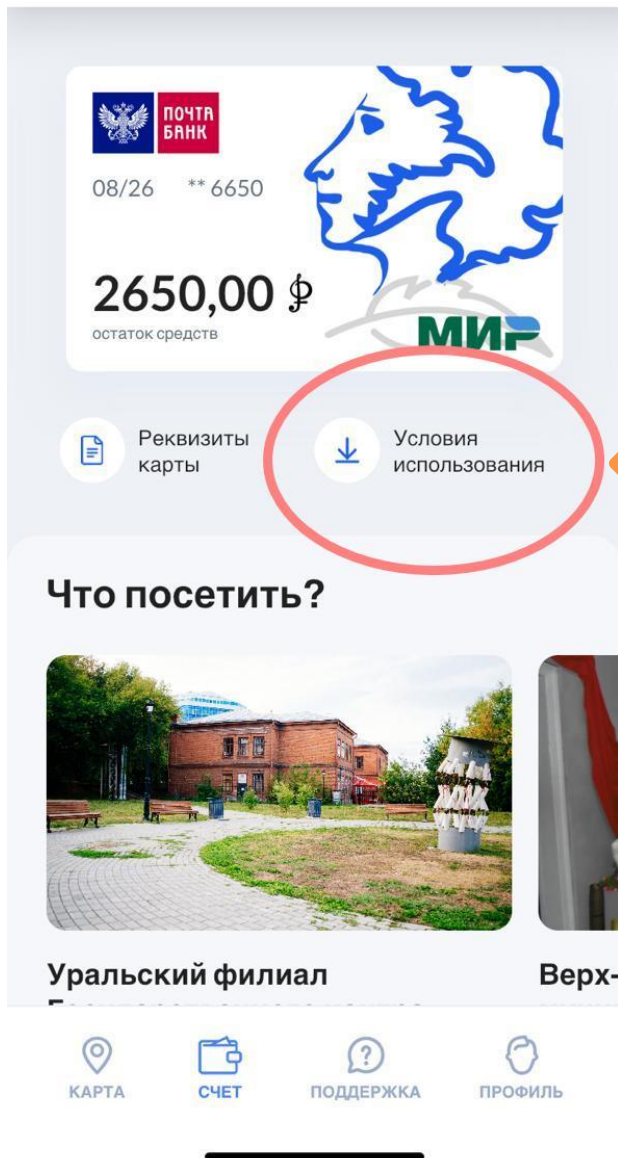 ПОЧТА
БАНК
08/26 ** 6650
2650,00 ₽
остаток средств
МИР
Реквизиты
карты
Условия
использования
Что посетить?
Уральский филиал
Верх-
КАРТА
СЧЕТ
ПОДДЕРЖКА
ПРОФИЛЬ